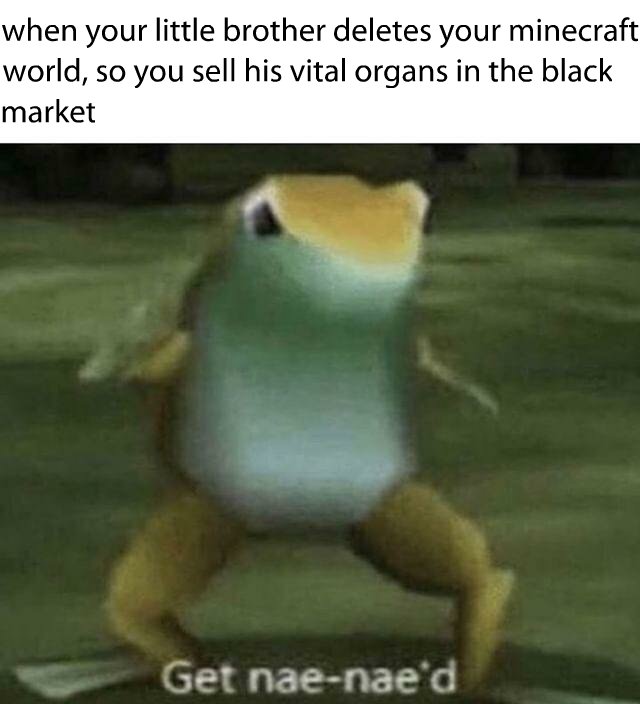 when your little brother deletes your minecraft
world, so you sell his vital organs in the black
market
Get nae-nae'd